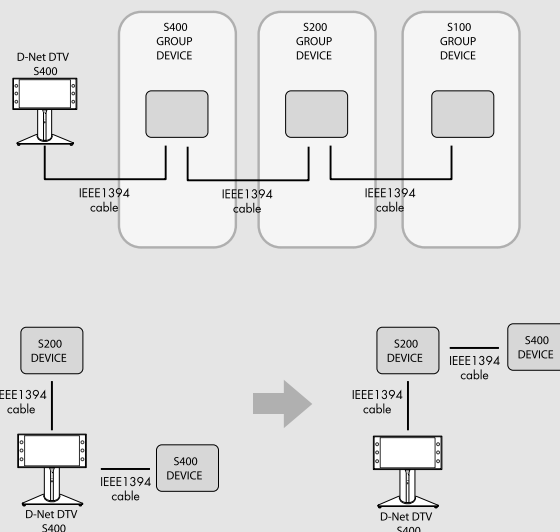 S400
GROUP
DEVICE
S200
GROUP
DEVICE
S100
GROUP
DEVICE
D-Net DTV
S400
IEEE1394
cable
IEEE1394
cable
IEEE1394
cable
S200
DEVICE
IEEE1394
cable
S400
DEVICE
IEEE1394
cable
D-Net DTV
S400
S200
DEVICE
S400
DEVICE
IEEE1394
cable
IEEE1394
cable
D-Net DTV
S400